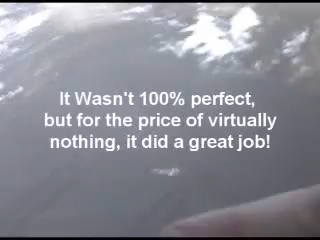 It Wasn't 100% perfect,
but for the price of virtually
nothing, it did a great job!